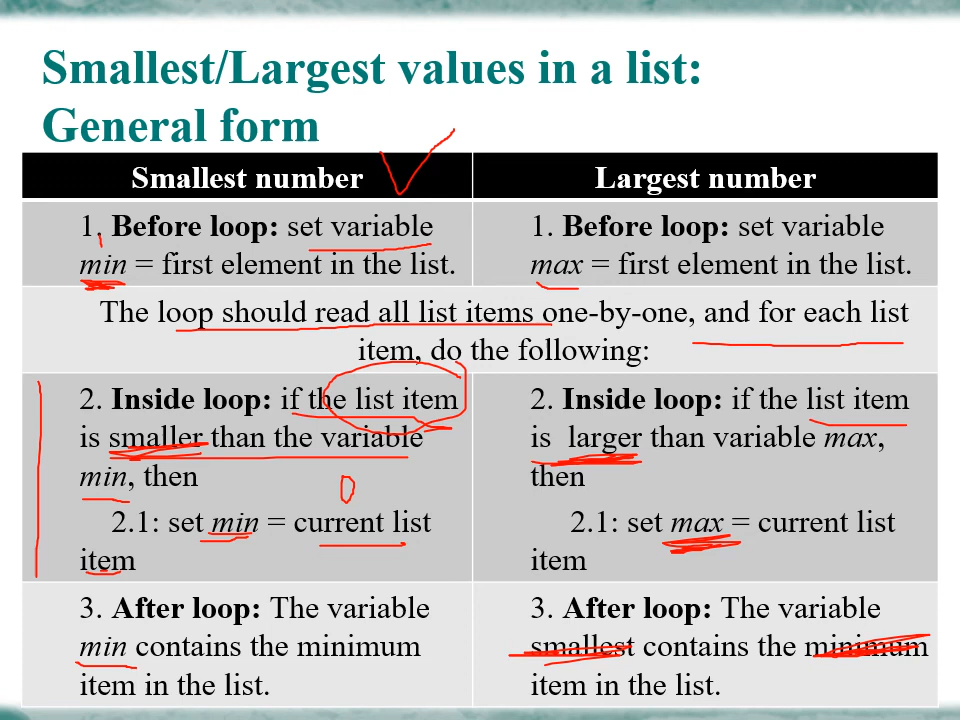 Smallest/Largest values in a list:
General form
Smallest number
Largest number
1. Before loop: set variable
min = first element in the list.
1. Before loop: set variable
max = first element in the list.
The loop should read all list items one-by-one, and for each list
item, do the following:
2. Inside loop: if the list item
is smaller than the variable
min, then
2.1: set min = current list
item
2. Inside loop: if the list item
is larger than variable max,
then
2.1: set max = current list
item
3. After loop: The variable
min contains the minimum
item in the list.
3. After loop: The variable
smallest contains the minimum
item in the list.